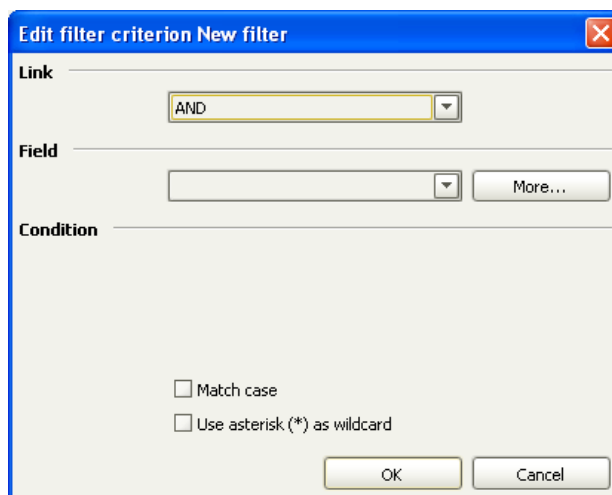 Edit filter criterion New filter
Link
AND
Field
More...
Condition
Match case
Use asterisk (*) as wildcard
OK Cancel